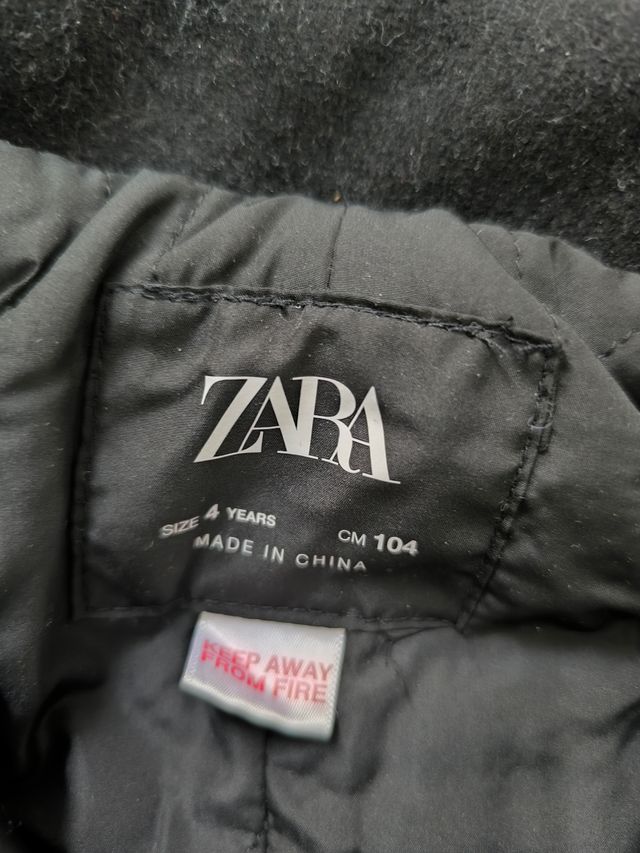 ZARA
SIZE 4 YEARS CM 104
MADE IN CHINA
KEEP AWAY
FROM FIRE